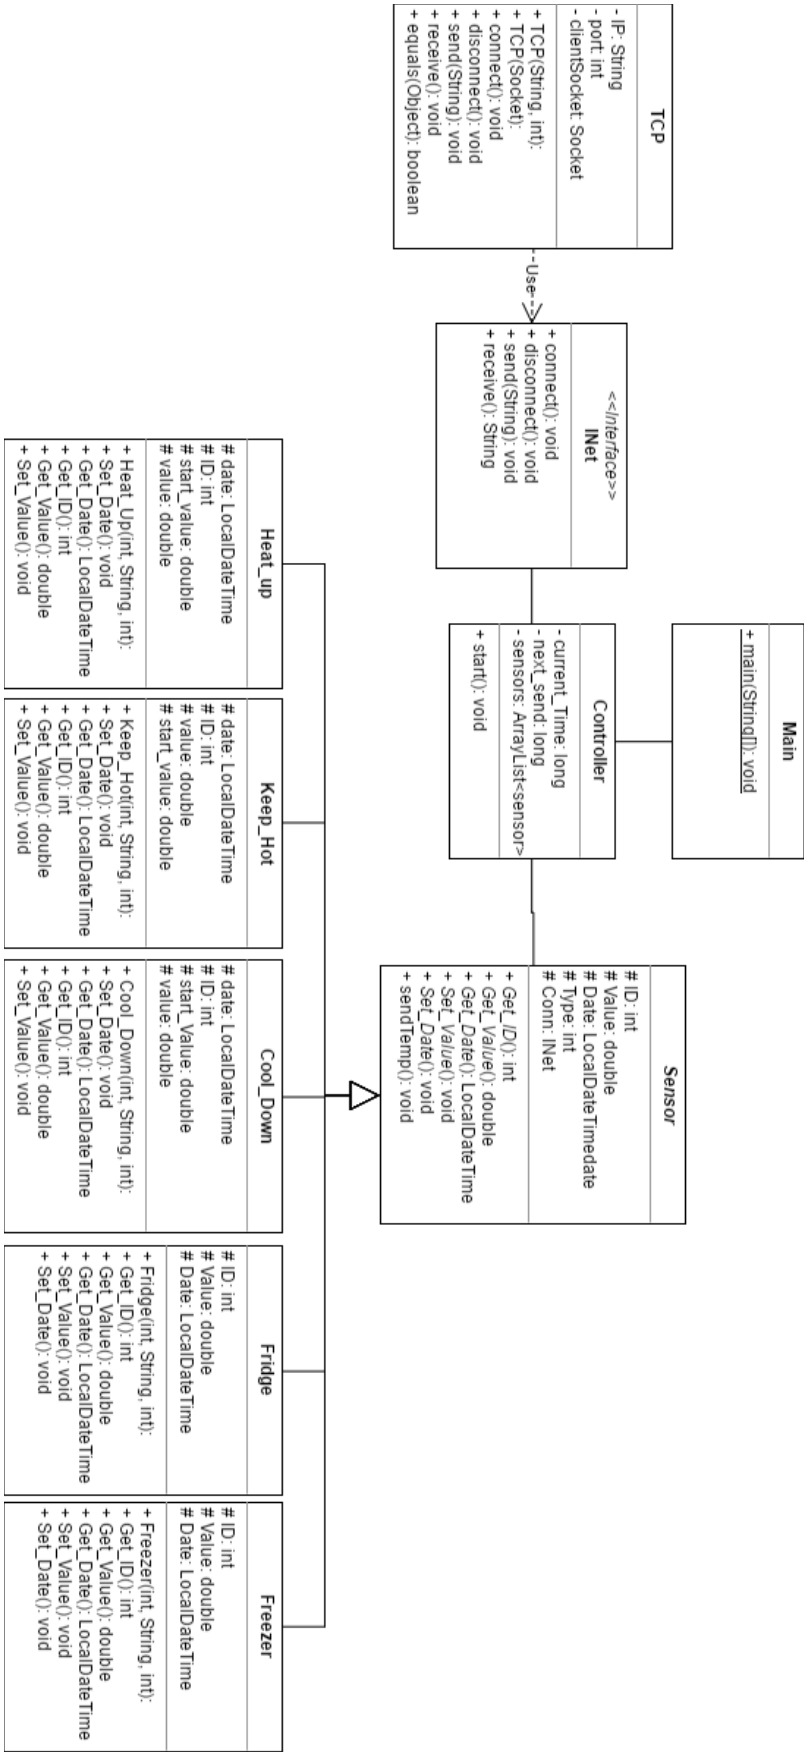 Main
+ main(String[]): void
TCP
- IP: String
- port: int
- clientSocket: Socket
+ TCP(String, int):
+ TCP(Socket):
+ connect(): void
+ disconnect(): void
+ send(String): void
+ receive(): void
+ equals(Object): boolean
--Use-->
<<Interface>>
INet
+ connect(): void
+ disconnect(): void
+ send(String): void
+ receive(): String
Controller
- current_Time: long
- next_send: long
- sensors: ArrayList<sensor>
+ start(): void
Sensor
# ID: int
# Value: double
# Date: LocalDateTimedate
# Type: int
# Conn: INet
+ Get_ID(): int
+ Get_Value(): double
+ Get_Date(): LocalDateTime
+ Set_Value(): void
+ Set_Date(): void
+ sendTemp(): void
Heat_up
# date: LocalDateTime
# ID: int
# start_value: double
# value: double
+ Heat_Up(int, String, int):
+ Set_Date(): void
+ Get_Date(): LocalDateTime
+ Get_ID(): int
+ Get_Value(): double
+ Set_Value(): void
Keep_Hot
# date: LocalDateTime
# ID: int
# value: double
# start_value: double
+ Keep_Hot(int, String, int):
+ Set_Date(): void
+ Get_Date(): LocalDateTime
+ Get_ID(): int
+ Get_Value(): double
+ Set_Value(): void
Cool_Down
# date: LocalDateTime
# ID: int
# start_Value: double
# value: double
+ Cool_Down(int, String, int):
+ Set_Date(): void
+ Get_Date(): LocalDateTime
+ Get_ID(): int
+ Get_Value(): double
+ Set_Value(): void
Fridge
# ID: int
# Value: double
# Date: LocalDateTime
+ Fridge(int, String, int):
+ Get_ID(): int
+ Get_Value(): double
+ Get_Date(): LocalDateTime
+ Set_Value(): void
+ Set_Date(): void
Freezer
# ID: int
# Value: double
# Date: LocalDateTime
+ Freezer(int, String, int):
+ Get_ID(): int
+ Get_Value(): double
+ Get_Date(): LocalDateTime
+ Set_Value(): void
+ Set_Date(): void